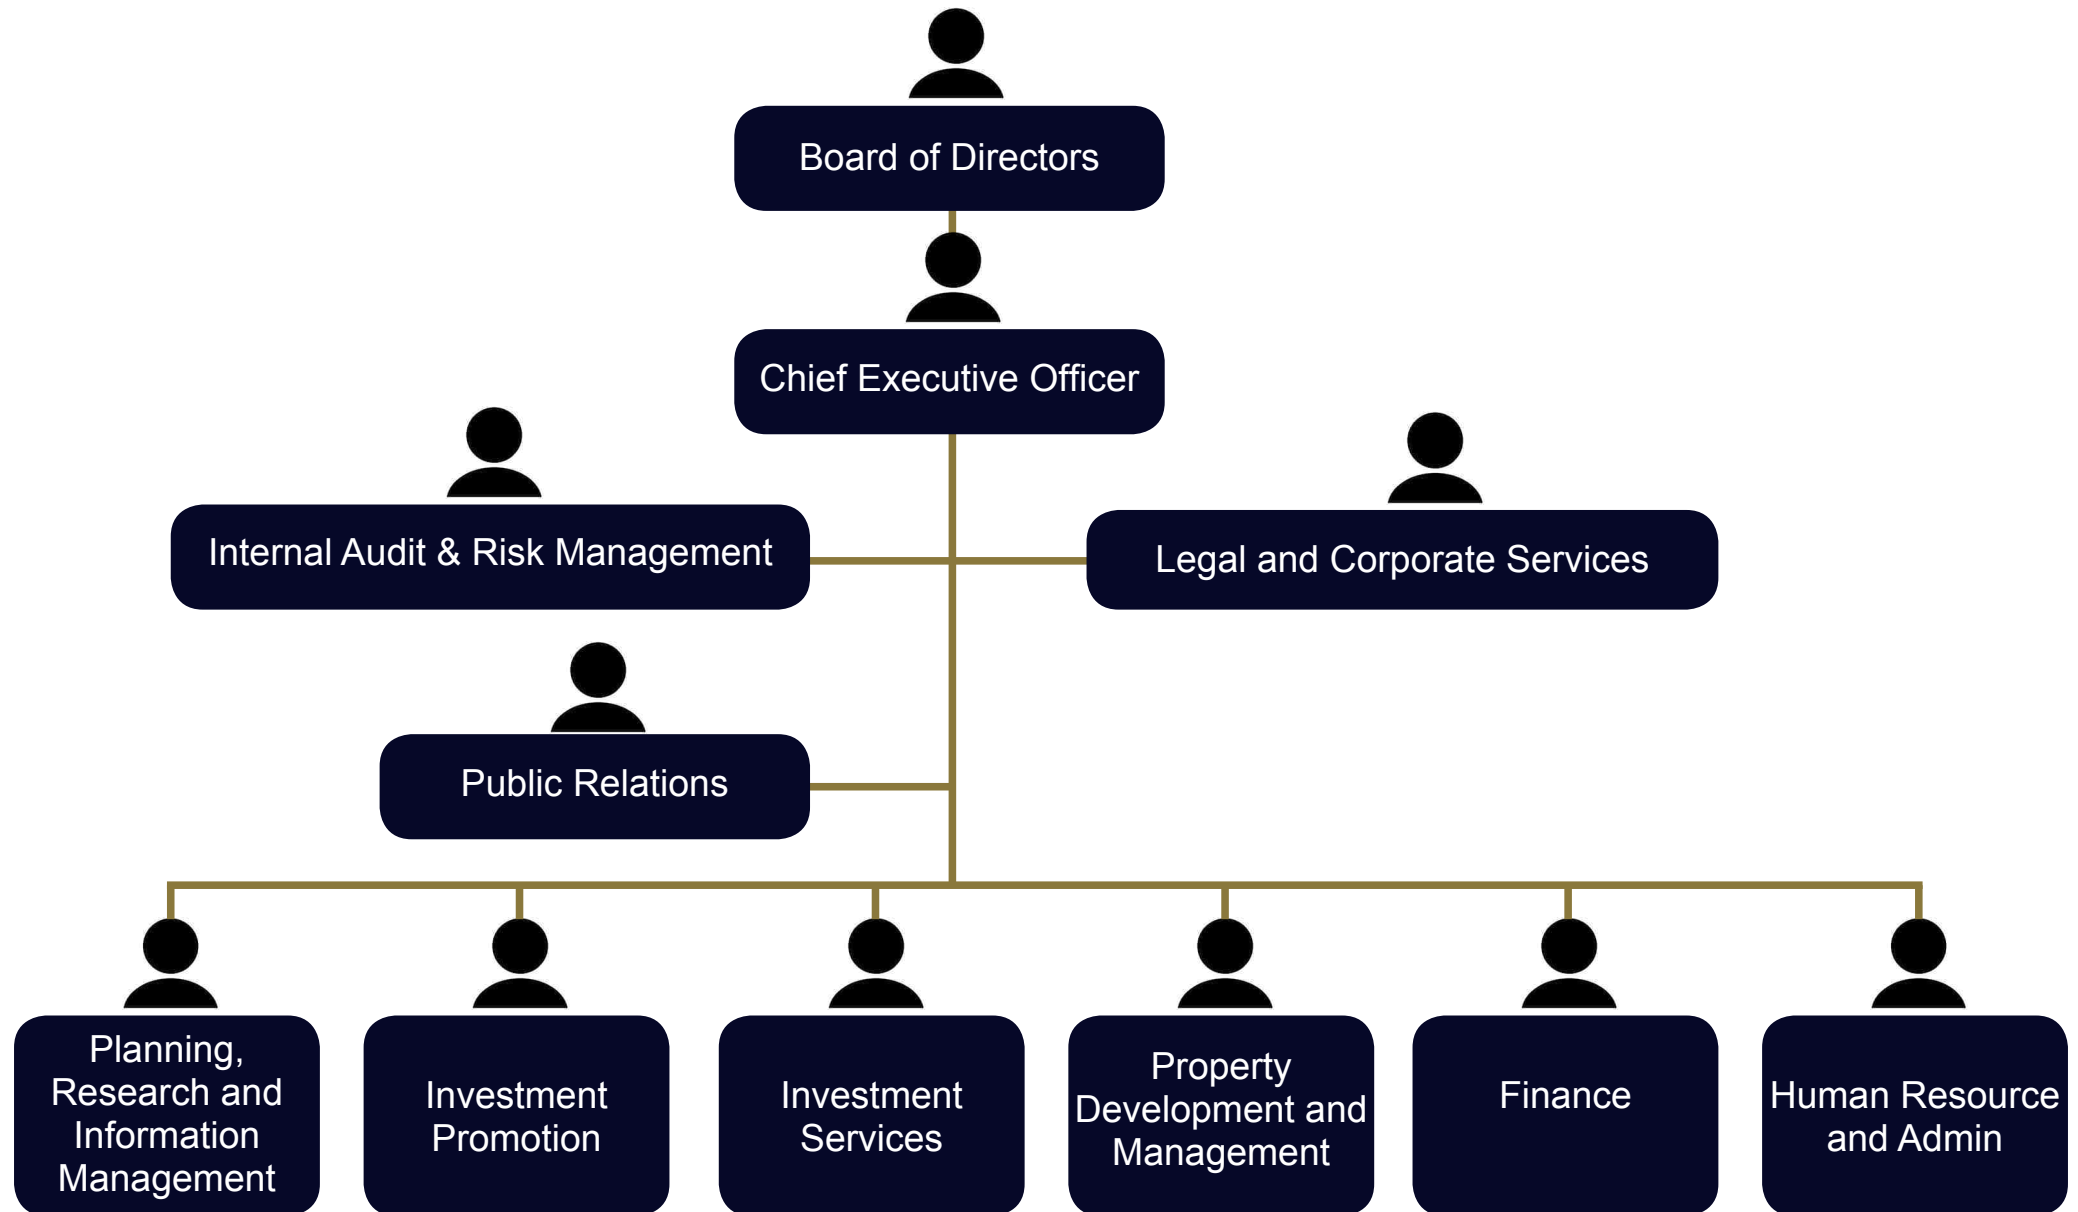 Board of Directors
Chief Executive Officer
Internal Audit & Risk Management
Legal and Corporate Services
Public Relations
Planning,
Research and
Information
Management
Investment
Promotion
Investment
Services
Property
Development and
Management
Finance
Human Resource
and Admin